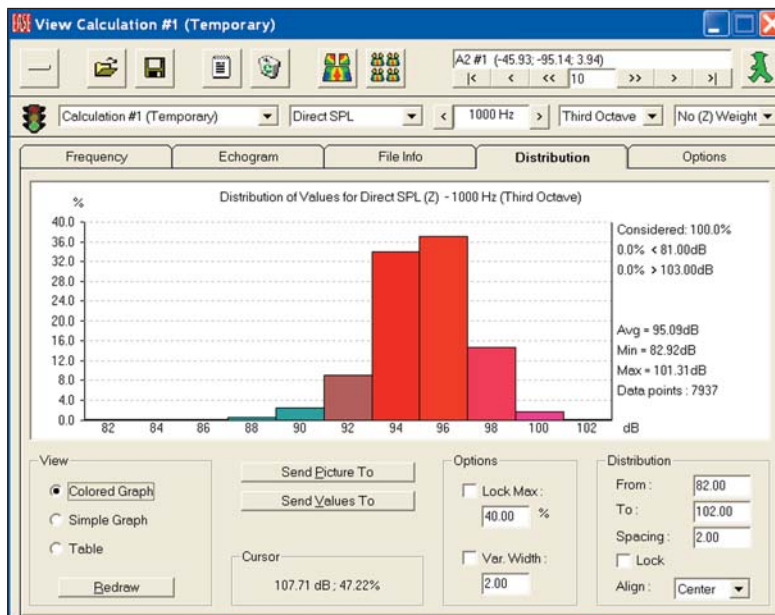 EASE View Calculation #1 (Temporary)
A2 #1 (-45.93; -95.14; 3.94)
|< < << 10 >> > >|
Calculation #1 (Temporary) Direct SPL < 1000 Hz > Third Octave No (Z) Weight
Frequency Echogram File Info Distribution Options
Distribution of Values for Direct SPL (Z) - 1000 Hz (Third Octave)
%
40.0
36.0
32.0
28.0
24.0
20.0
16.0
12.0
8.0
4.0
0.0
82 84 86 88 90 92 94 96 98 100 102 dB
Considered: 100.0%
0.0% < 81.00dB
0.0% > 103.00dB
Avg = 95.09dB
Min = 82.92dB
Max = 101.31dB
Data points : 7937
View
Colored Graph
Simple Graph
Table
Redraw
Send Picture To
Send Values To
Cursor
107.71 dB ; 47.22%
Options
Lock Max :
40.00 %
Var. Width :
2.00
Distribution
From : 82.00
To : 102.00
Spacing : 2.00
Lock
Align : Center